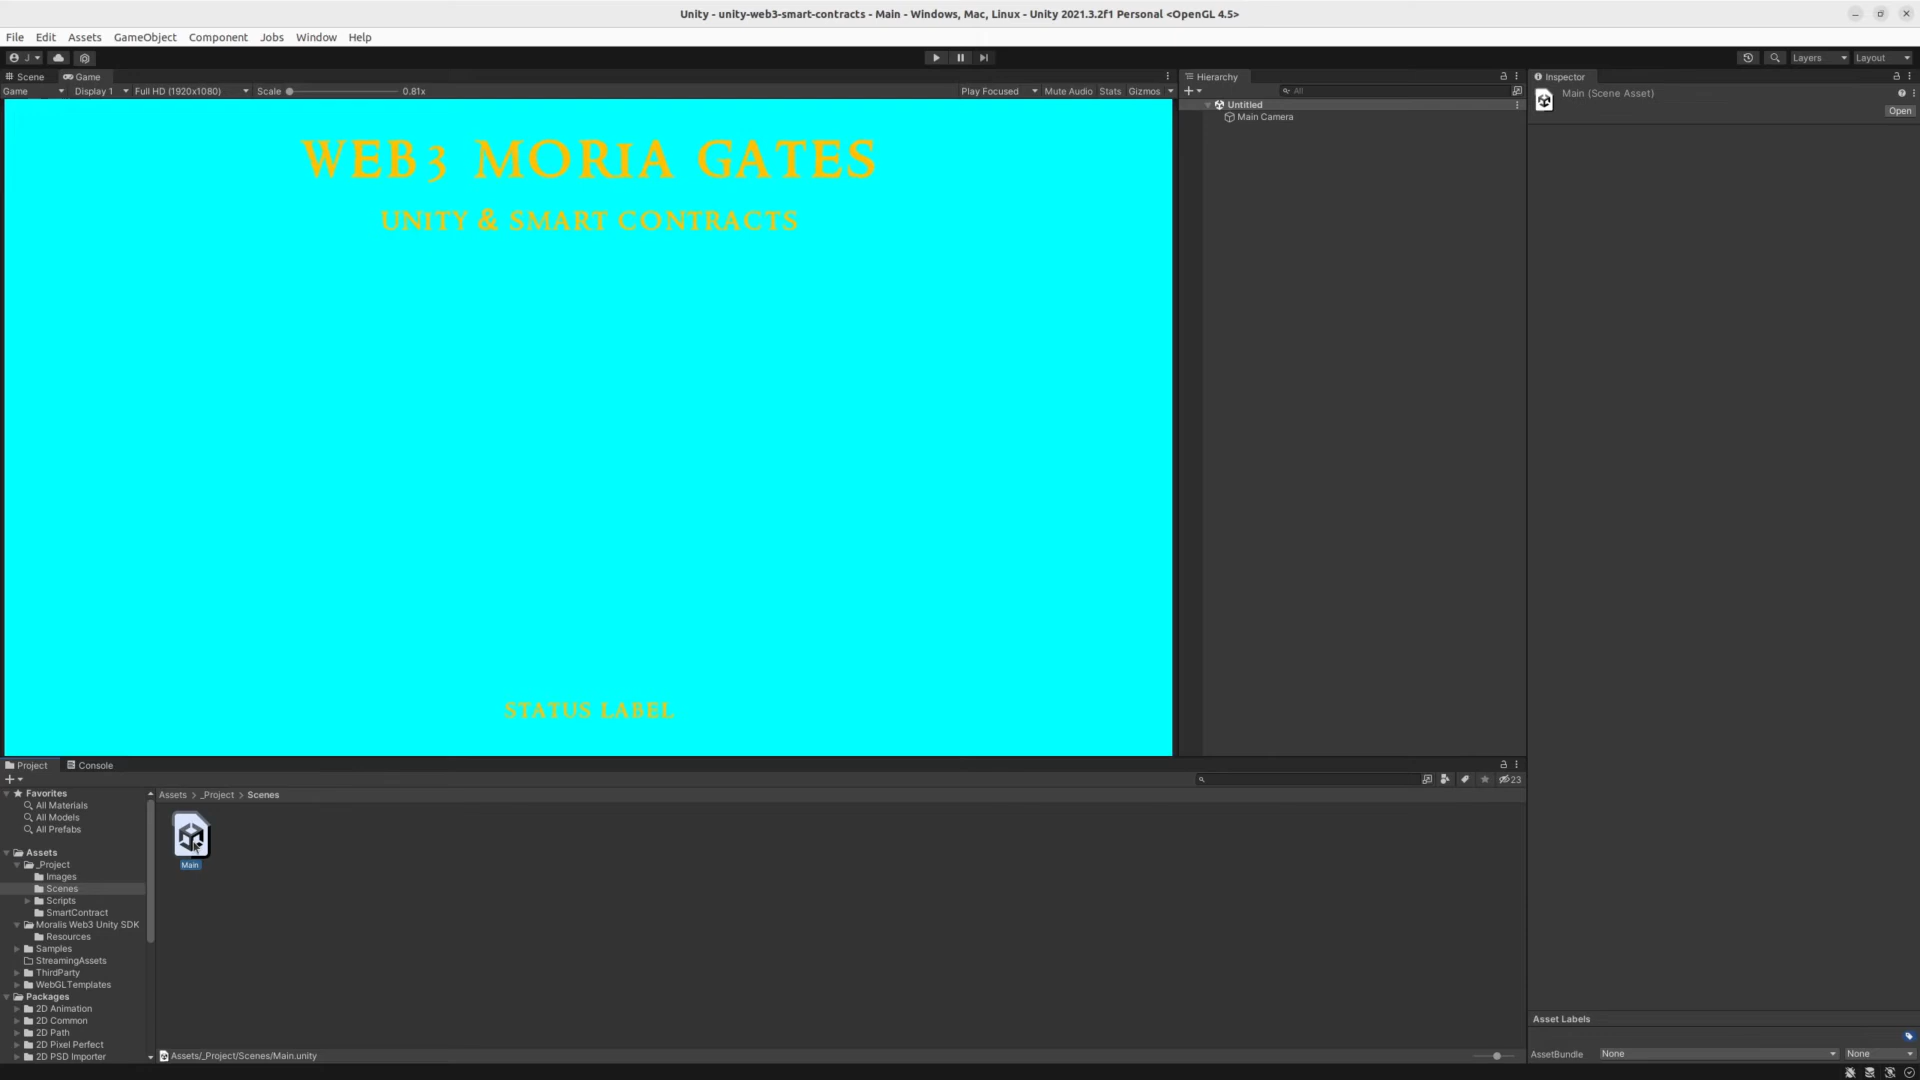 Unity - unity-web3-smart-contracts - Main - Windows, Mac, Linux - Unity 2021.3.2f1 Personal <OpenGL 4.5>
File Edit Assets GameObject Component Jobs Window Help
J Layers Layout
Scene Game Hierarchy Inspector
Game Display 1 Full HD (1920x1080) Scale 0.81x Play Focused Mute Audio Stats Gizmos All
Main (Scene Asset)
Open
Untitled
Main Camera
WEB3 MORIA GATES
UNITY & SMART CONTRACTS
STATUS LABEL
Project Console
23
Favorites
All Materials
All Models
All Prefabs
Assets
_Project
Images
Scenes
Scripts
SmartContract
Moralis Web3 Unity SDK
Resources
Samples
StreamingAssets
ThirdParty
WebGLTemplates
Packages
2D Animation
2D Common
2D Path
2D Pixel Perfect
2D PSD Importer
Assets > _Project > Scenes
Main
Assets/_Project/Scenes/Main.unity
Asset Labels
AssetBundle None None